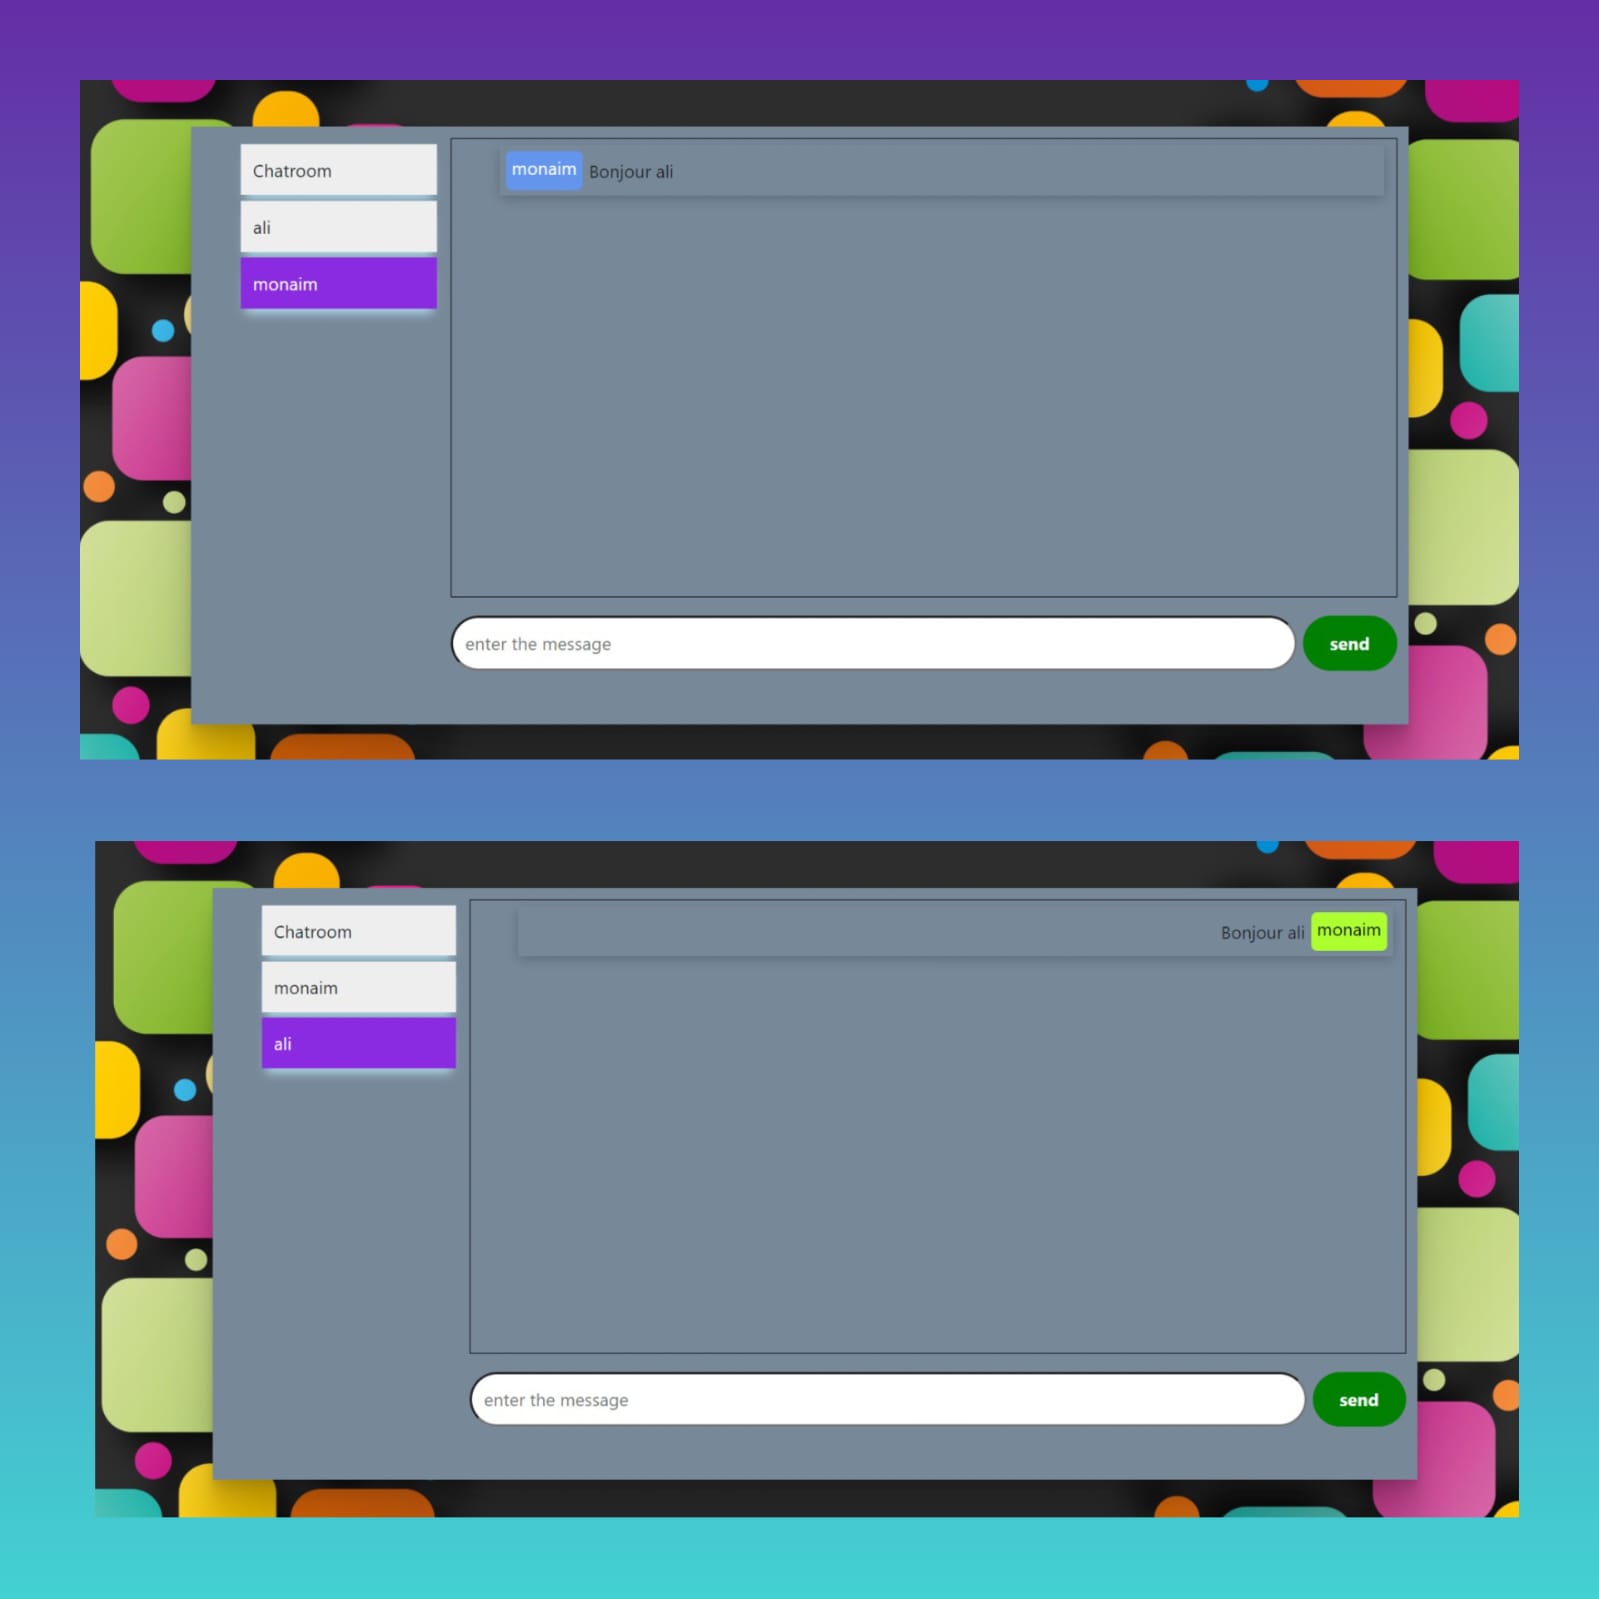 Chatroom
ali
monaim
monaim Bonjour ali
enter the message
send
Chatroom
monaim
ali
Bonjour ali monaim
enter the message
send